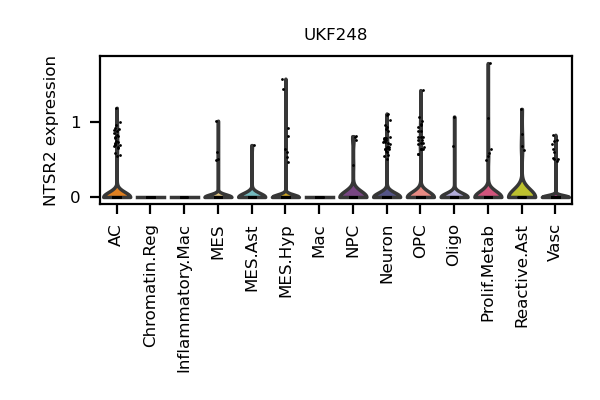 UKF248
NTSR2 expression
1
0
AC
Chromatin.Reg
Inflammatory.Mac
MES
MES.Ast
MES.Hyp
Mac
NPC
Neuron
OPC
Oligo
Prolif.Metab
Reactive.Ast
Vasc